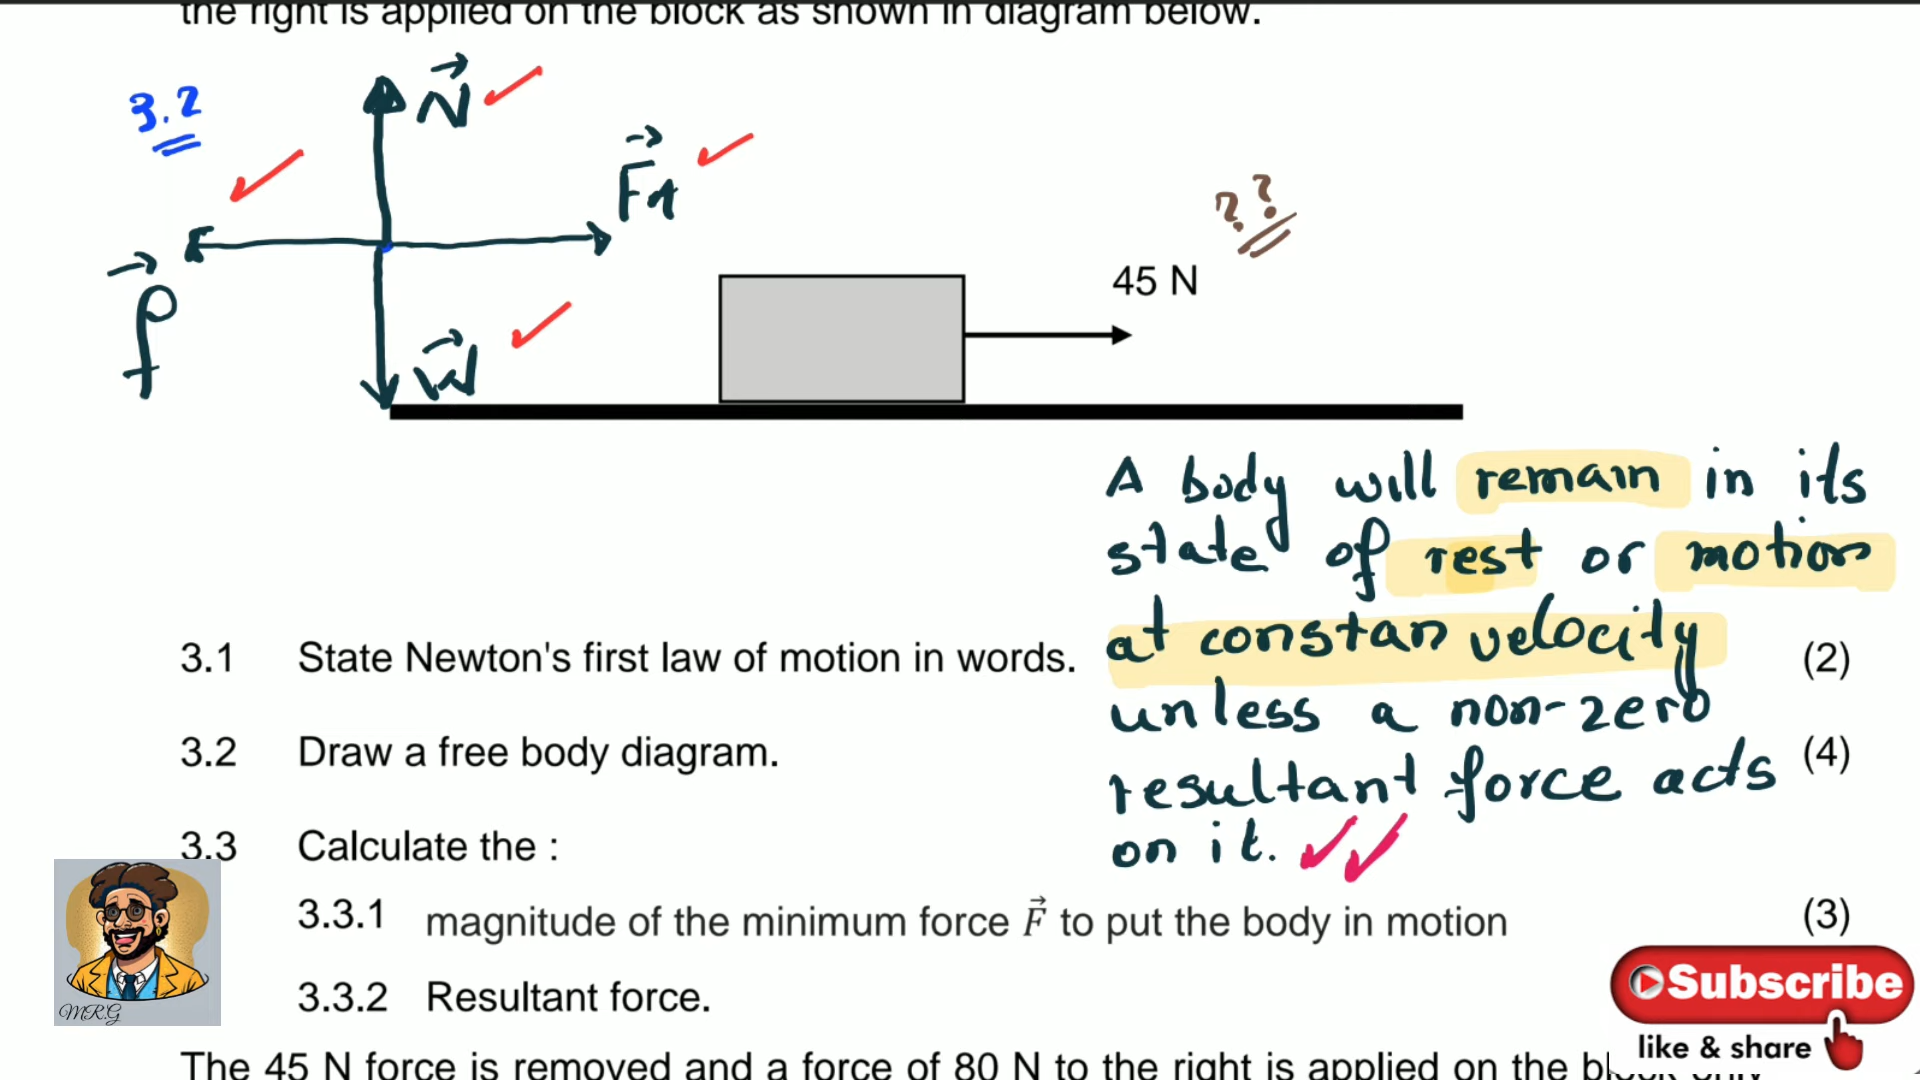 the right is applied on the block as shown in diagram below.
3.2
N
FA
f
W
??
45 N
A body will remain in its
state of rest or motion
at constan velocity
unless a non-zero
resultant force acts
on it.
3.1 State Newton's first law of motion in words. (2)
3.2 Draw a free body diagram. (4)
3.3 Calculate the :
3.3.1 magnitude of the minimum force F⃗ to put the body in motion (3)
3.3.2 Resultant force.
MR.G
Subscribe
like & share
The 45 N force is removed and a force of 80 N to the right is applied on the block only